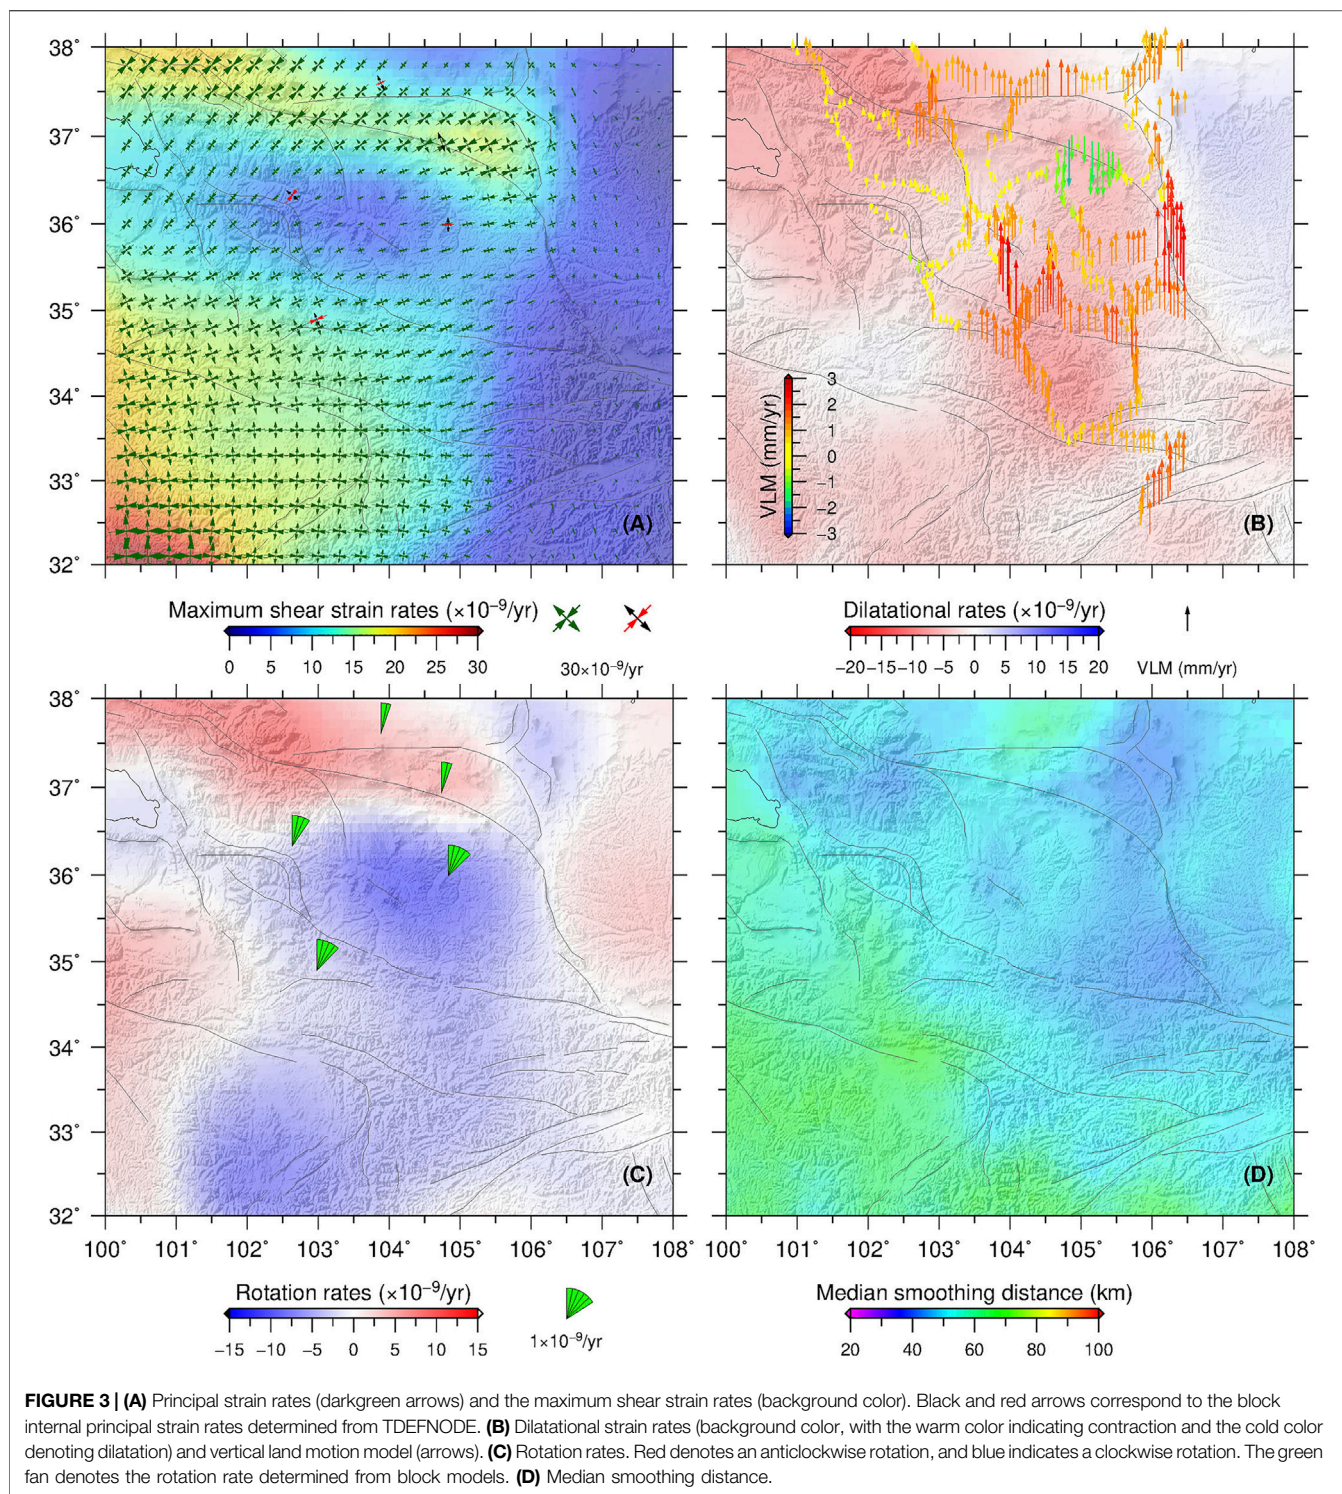 38°
37°
36°
35°
34°
33°
32°
(A)
3
2
1
0
−1
−2
−3
VLM (mm/yr)
(B)
Maximum shear strain rates (×10⁻⁹/yr)
0 5 10 15 20 25 30
30×10⁻⁹/yr
Dilatational rates (×10⁻⁹/yr)
−20 −15 −10 −5 0 5 10 15 20
VLM (mm/yr)
38°
37°
36°
35°
34°
33°
32°
(C)
(D)
100° 101° 102° 103° 104° 105° 106° 107° 108°
100° 101° 102° 103° 104° 105° 106° 107° 108°
Rotation rates (×10⁻⁹/yr)
−15 −10 −5 0 5 10 15
1×10⁻⁹/yr
Median smoothing distance (km)
20 40 60 80 100
FIGURE 3 | (A) Principal strain rates (darkgreen arrows) and the maximum shear strain rates (background color). Black and red arrows correspond to the block
internal principal strain rates determined from TDEFNODE. (B) Dilatational strain rates (background color, with the warm color indicating contraction and the cold color
denoting dilatation) and vertical land motion model (arrows). (C) Rotation rates. Red denotes an anticlockwise rotation, and blue indicates a clockwise rotation. The green
fan denotes the rotation rate determined from block models. (D) Median smoothing distance.